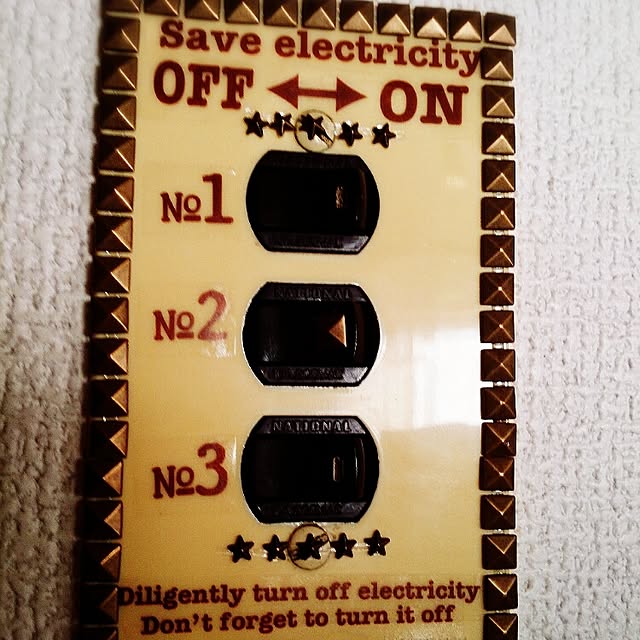 Save electricity
OFF ↔ ON
No1
NATIONAL
No2
NATIONAL
No3
Diligently turn off electricity
Don't forget to turn it off